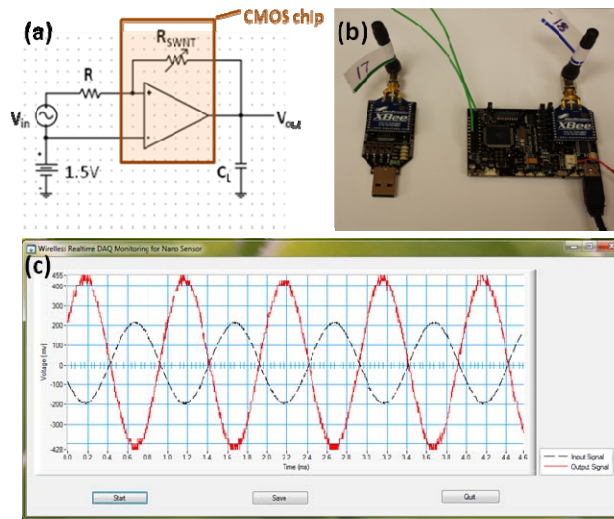 (a)
CMOS chip
R_SWNT
R
+
-
V_in
V_out
+
1.5V
-
C_L
(b)
17
18
XBee
XBee
Wireless Realtime DAQ Monitoring for Nano Sensor
(c)
Voltage (mv)
455
400
300
200
100
0
-100
-200
-300
-428
0.0 0.2 0.4 0.6 0.8 1.0 1.2 1.4 1.6 1.8 2.0 2.2 2.4 2.6 2.8 3.0 3.2 3.4 3.6 3.8 4.0 4.2 4.4 4.6
Time (ms)
Input Signal
Output Signal
Start
Save
Quit